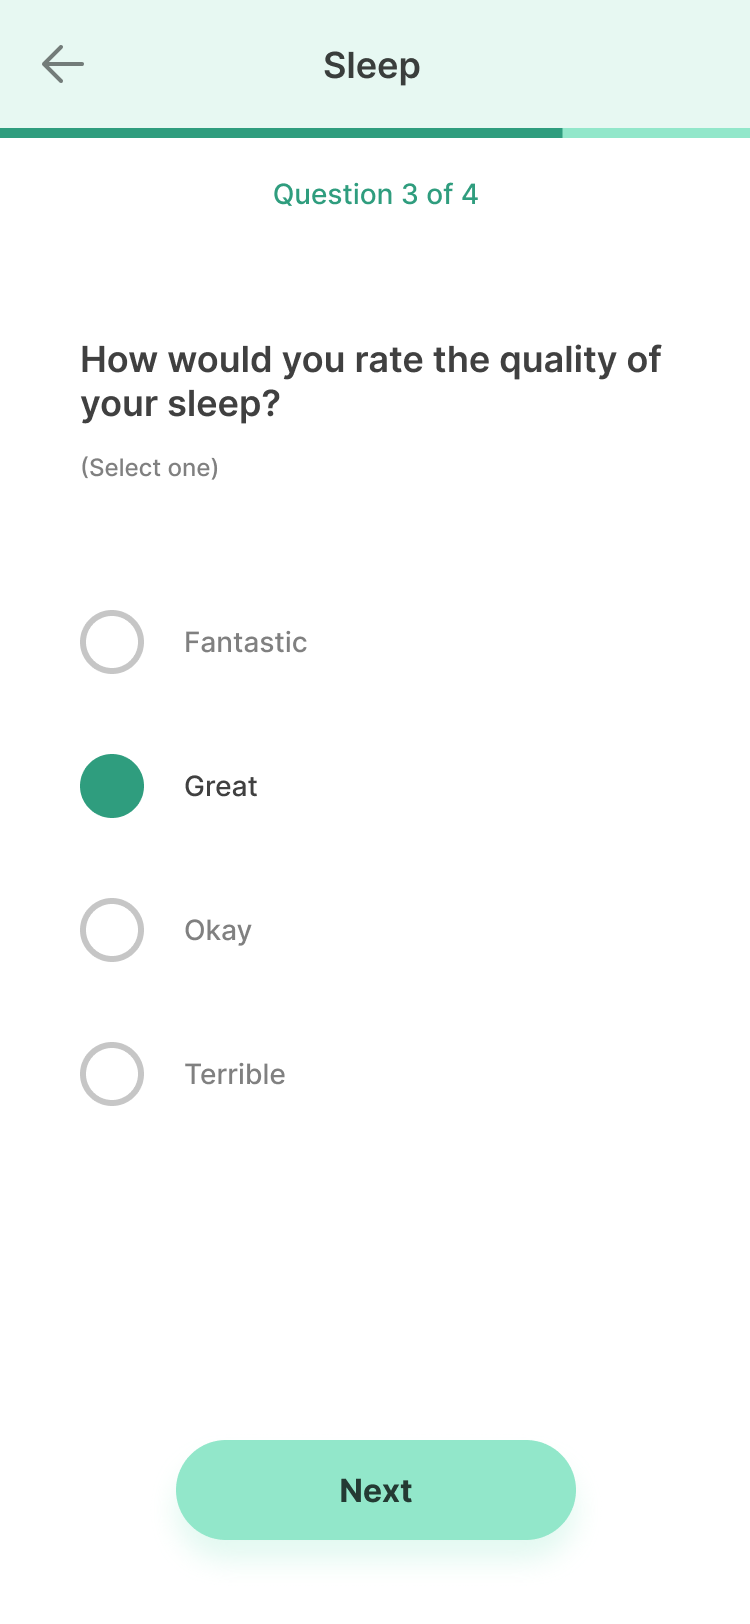 Sleep
Question 3 of 4
How would you rate the quality of
your sleep?
(Select one)
Fantastic
Great
Okay
Terrible
Next